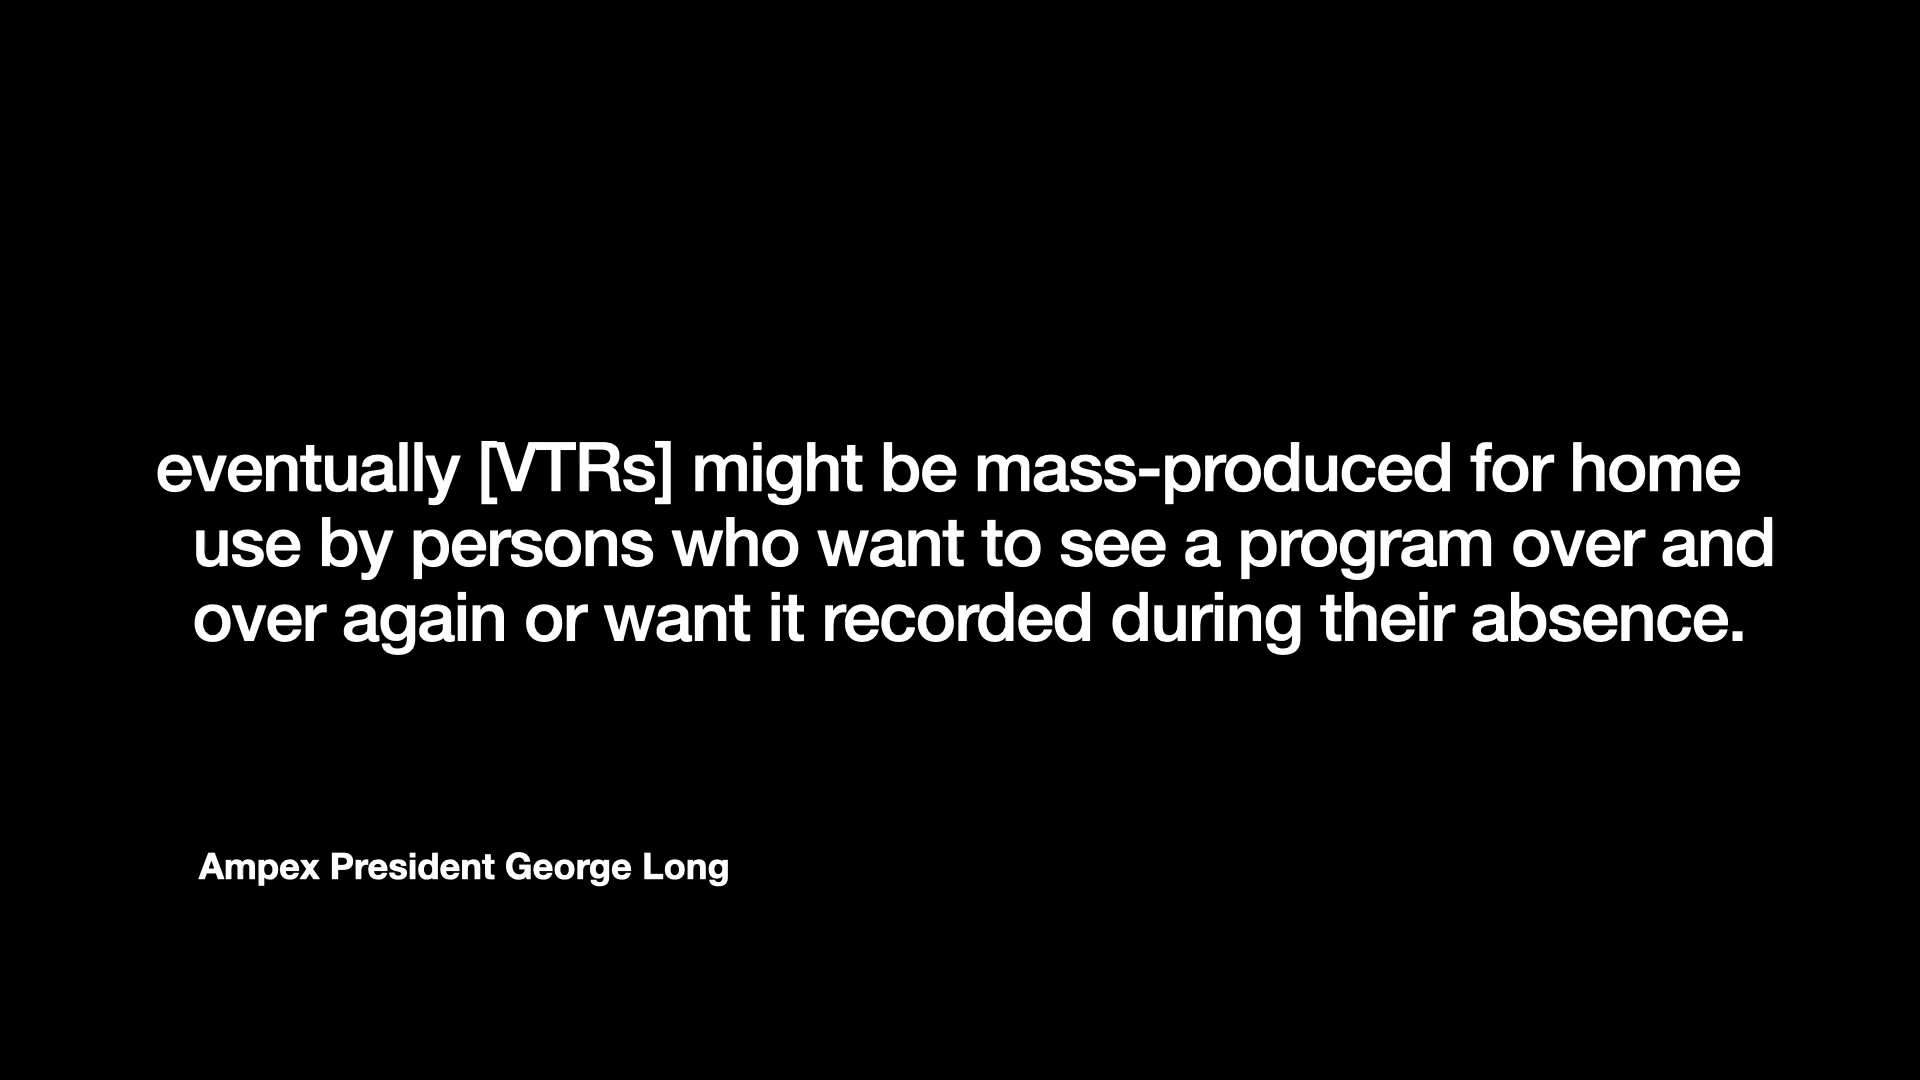 eventually [VTRs] might be mass-produced for home
use by persons who want to see a program over and
over again or want it recorded during their absence.
Ampex President George Long